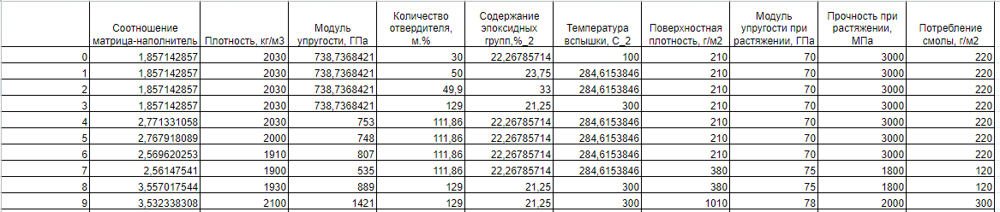 Соотношение матрица-наполнитель Плотность, кг/м3 Модуль упругости, ГПа Количество отвердителя, м.% Содержание эпоксидных групп,%_2 Температура вспышки, С_2 Поверхностная плотность, г/м2 Модуль упругости при растяжении, ГПа Прочность при растяжении, МПа Потребление смолы, г/м2
0 1,857142857 2030 738,7368421 30 22,26785714 100 210 70 3000 220
1 1,857142857 2030 738,7368421 50 23,75 284,6153846 210 70 3000 220
2 1,857142857 2030 738,7368421 49,9 33 284,6153846 210 70 3000 220
3 1,857142857 2030 738,7368421 129 21,25 300 210 70 3000 220
4 2,771331058 2030 753 111,86 22,26785714 284,6153846 210 70 3000 220
5 2,767918089 2000 748 111,86 22,26785714 284,6153846 210 70 3000 220
6 2,569620253 1910 807 111,86 22,26785714 284,6153846 210 70 3000 220
7 2,56147541 1900 535 111,86 22,26785714 284,6153846 380 75 1800 120
8 3,557017544 1930 889 129 21,25 300 380 75 1800 120
9 3,532338308 2100 1421 129 21,25 300 1010 78 2000 300